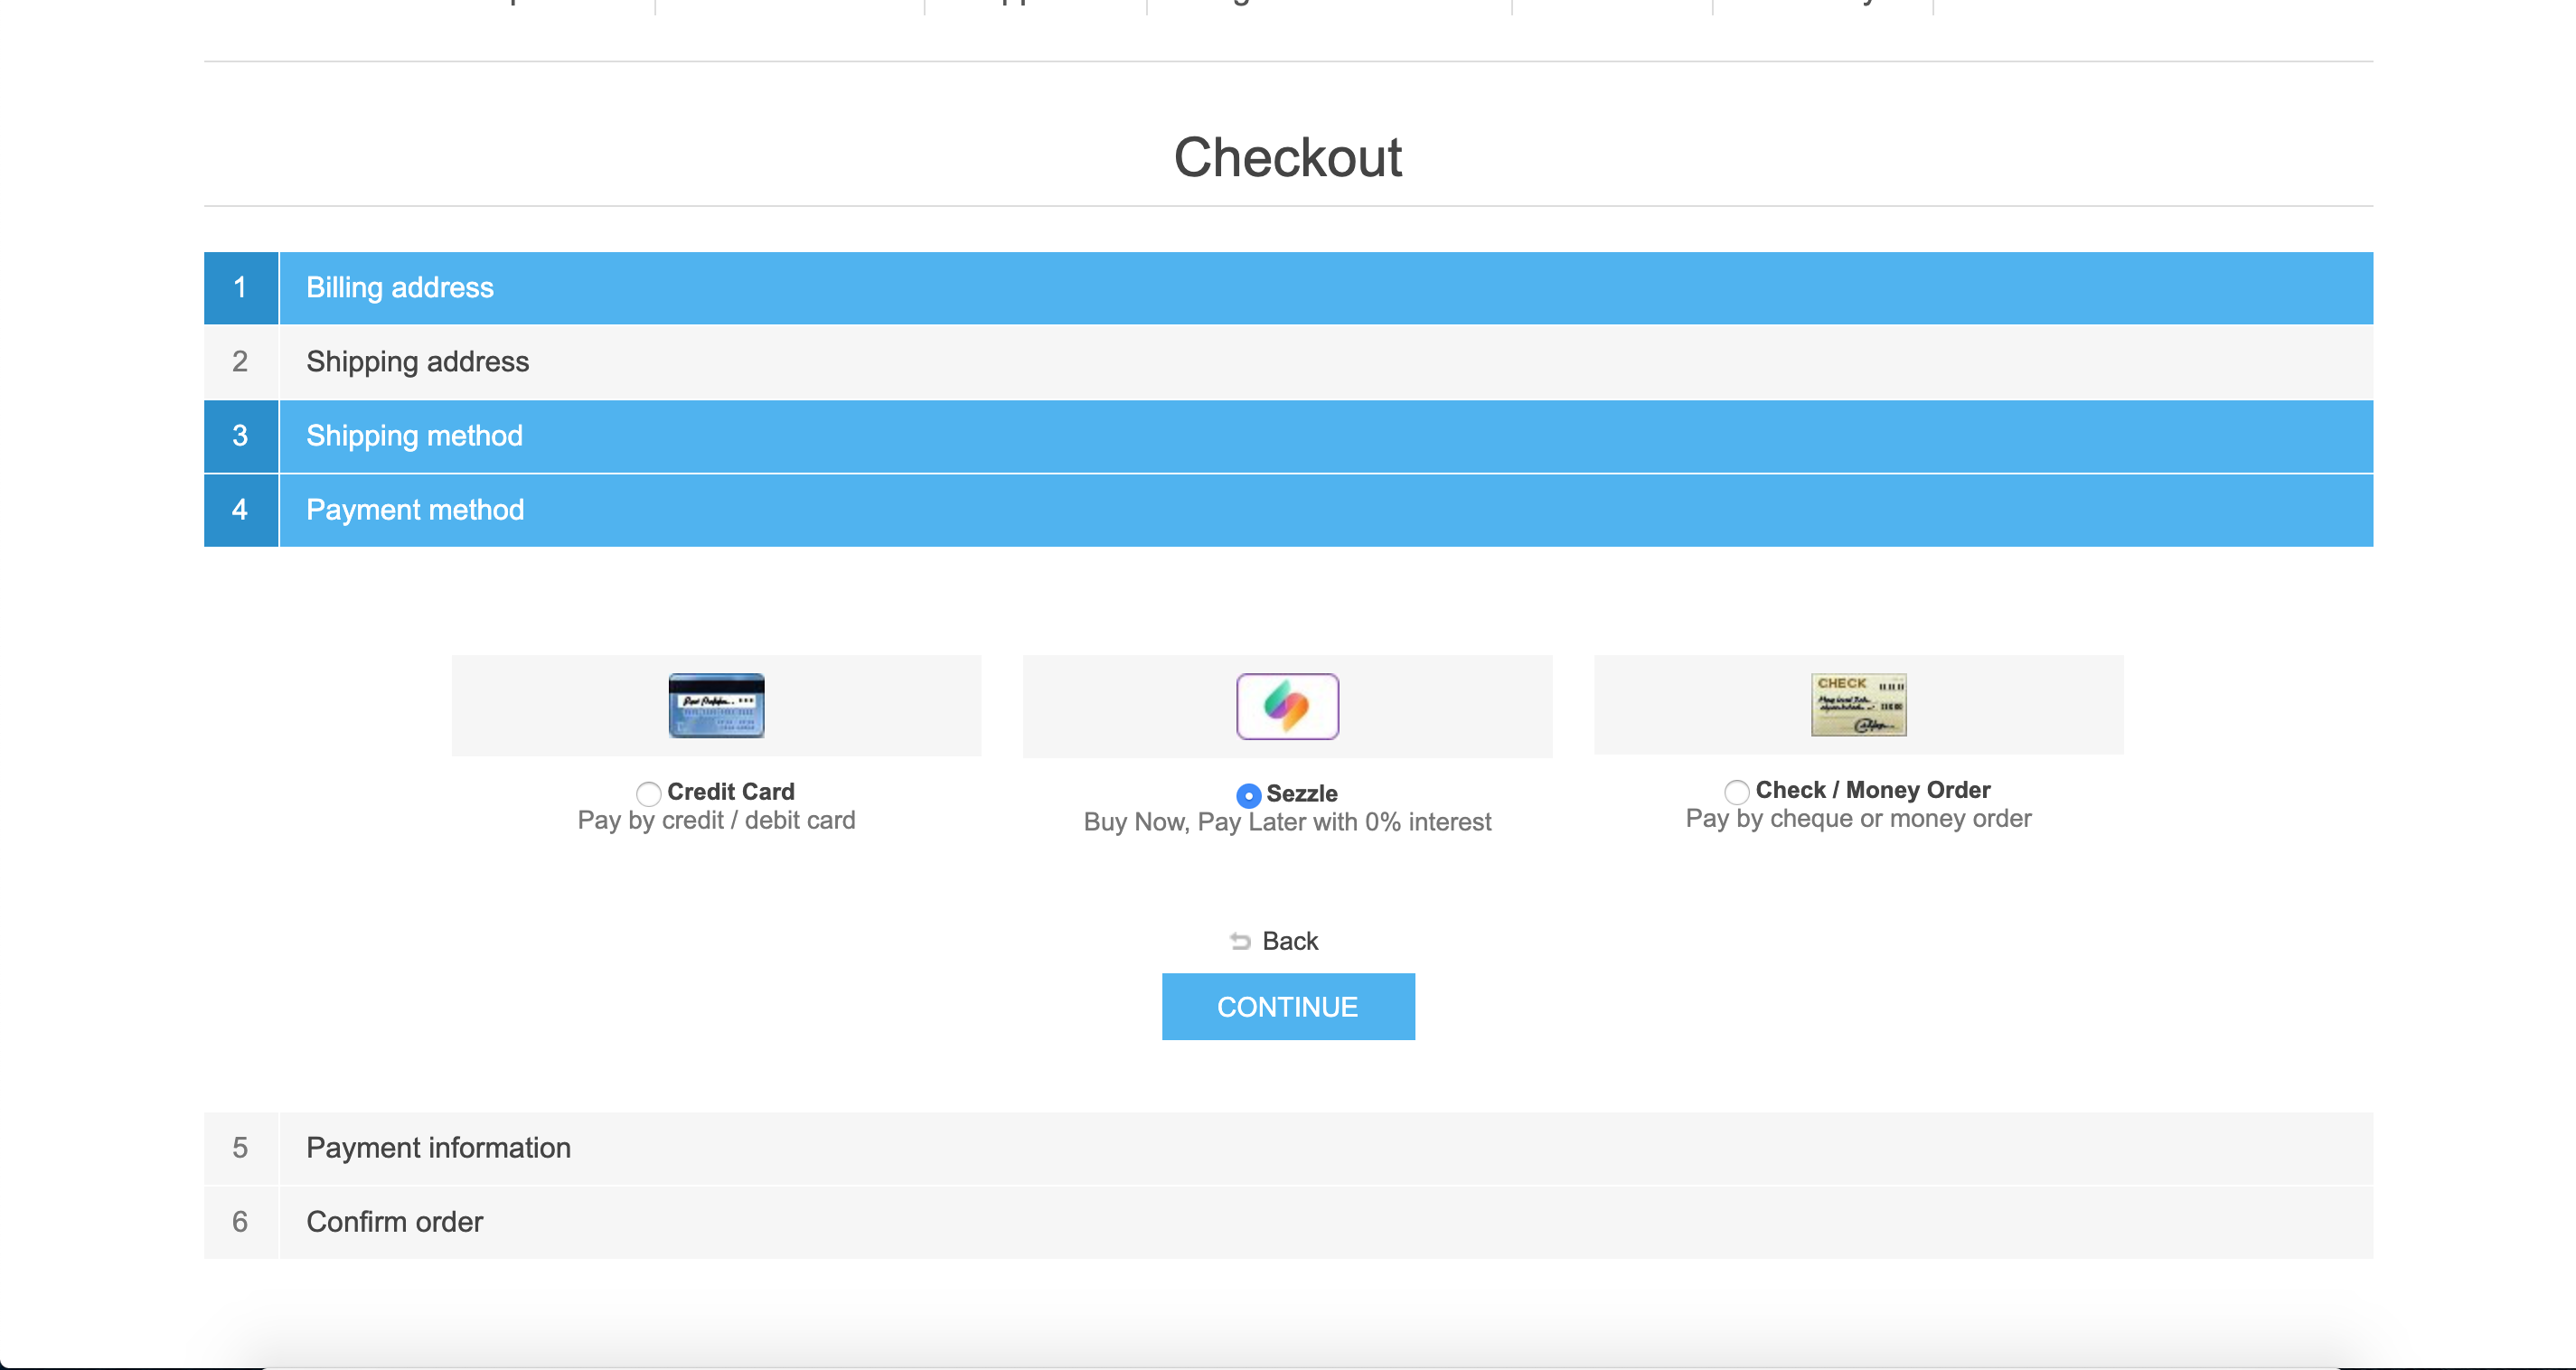 Checkout
1 Billing address
2 Shipping address
3 Shipping method
4 Payment method
CHECK
Credit Card
Pay by credit / debit card
Sezzle
Buy Now, Pay Later with 0% interest
Check / Money Order
Pay by cheque or money order
Back
CONTINUE
5 Payment information
6 Confirm order